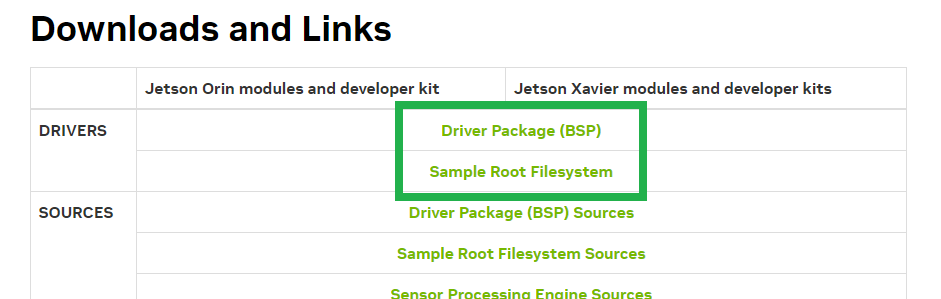 Downloads and Links
Jetson Orin modules and developer kit
Jetson Xavier modules and developer kits
DRIVERS
Driver Package (BSP)
Sample Root Filesystem
SOURCES
Driver Package (BSP) Sources
Sample Root Filesystem Sources
Sensor Processing Engine Sources